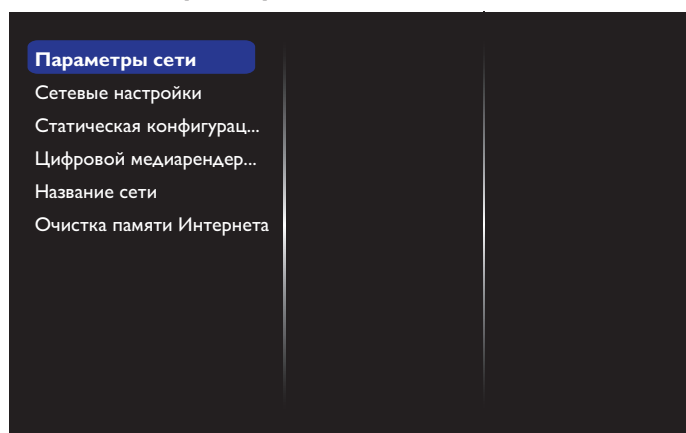 Параметры сети
Сетевые настройки
Статическая конфигурац...
Цифровой медиарендер...
Название сети
Очистка памяти Интернета